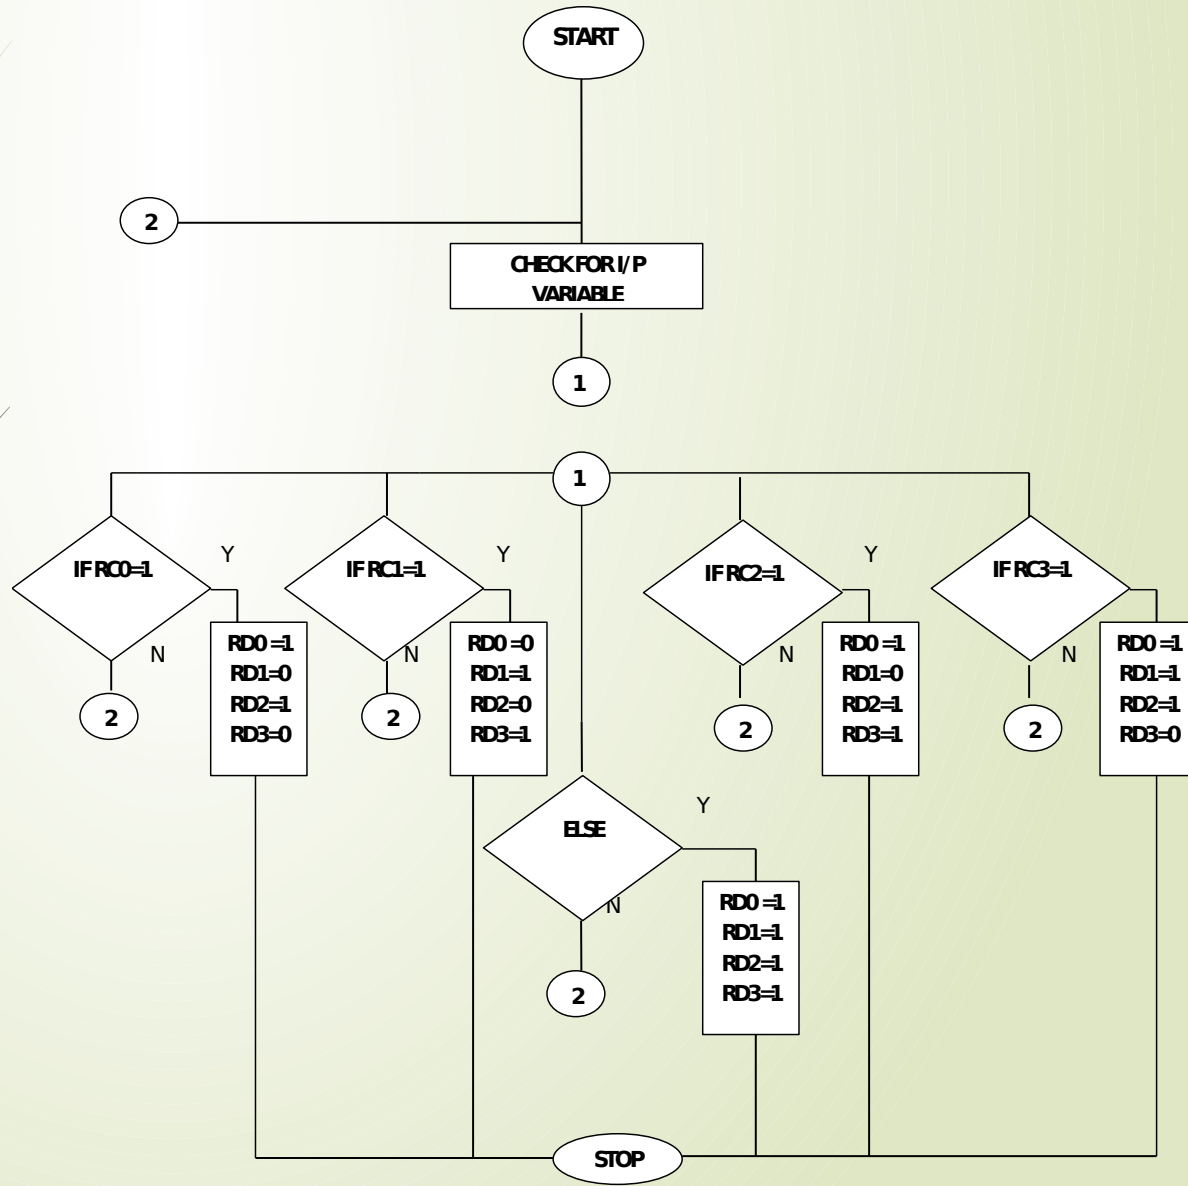 START
2
CHECK FOR I/P
VARIABLE
1
1
IF RC0=1
Y
N
2
RD0 =1
RD1=0
RD2=1
RD3=0
IF RC1=1
Y
N
2
RD0 =0
RD1=1
RD2=0
RD3=1
IF RC2=1
Y
N
2
RD0 =1
RD1=0
RD2=1
RD3=1
IF RC3=1
N
2
RD0 =1
RD1=1
RD2=1
RD3=0
ELSE
Y
N
2
RD0 =1
RD1=1
RD2=1
RD3=1
STOP